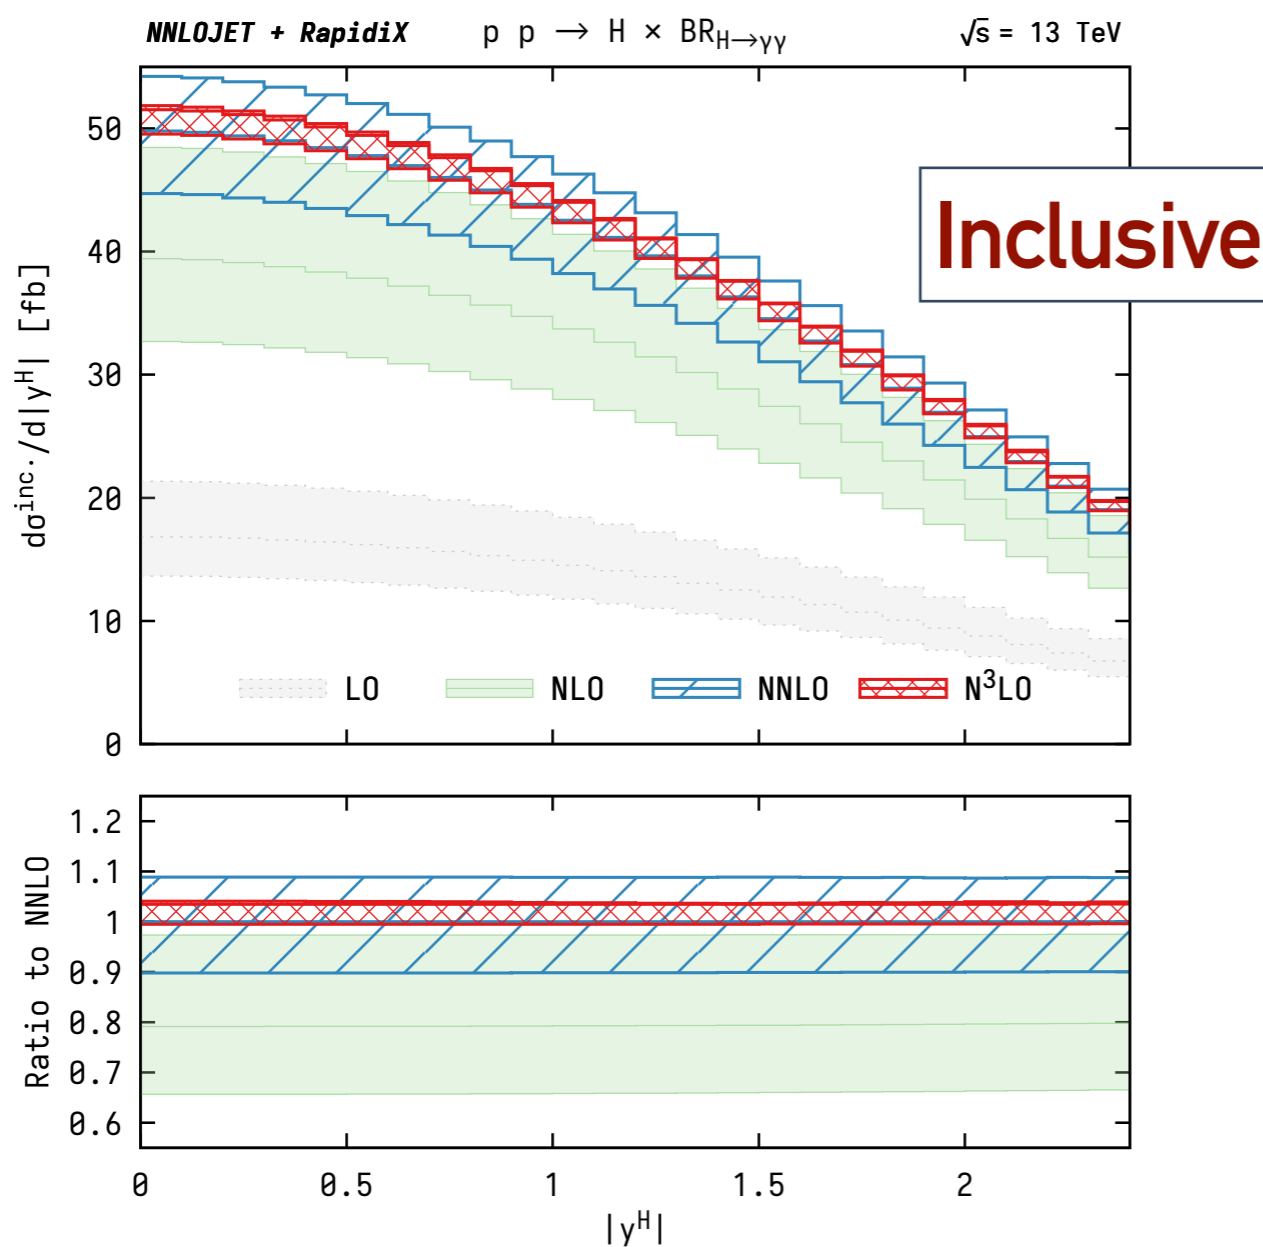 NNLOJET + RapidiX p p → H × BR_{H→γγ} √s = 13 TeV
50
40
30
20
10
0
dσ^{inc.}/d|y^H| [fb]
Inclusive
LO NLO NNLO N³LO
1.2
1.1
1
0.9
0.8
0.7
0.6
Ratio to NNLO
0 0.5 1 1.5 2
|y^H|